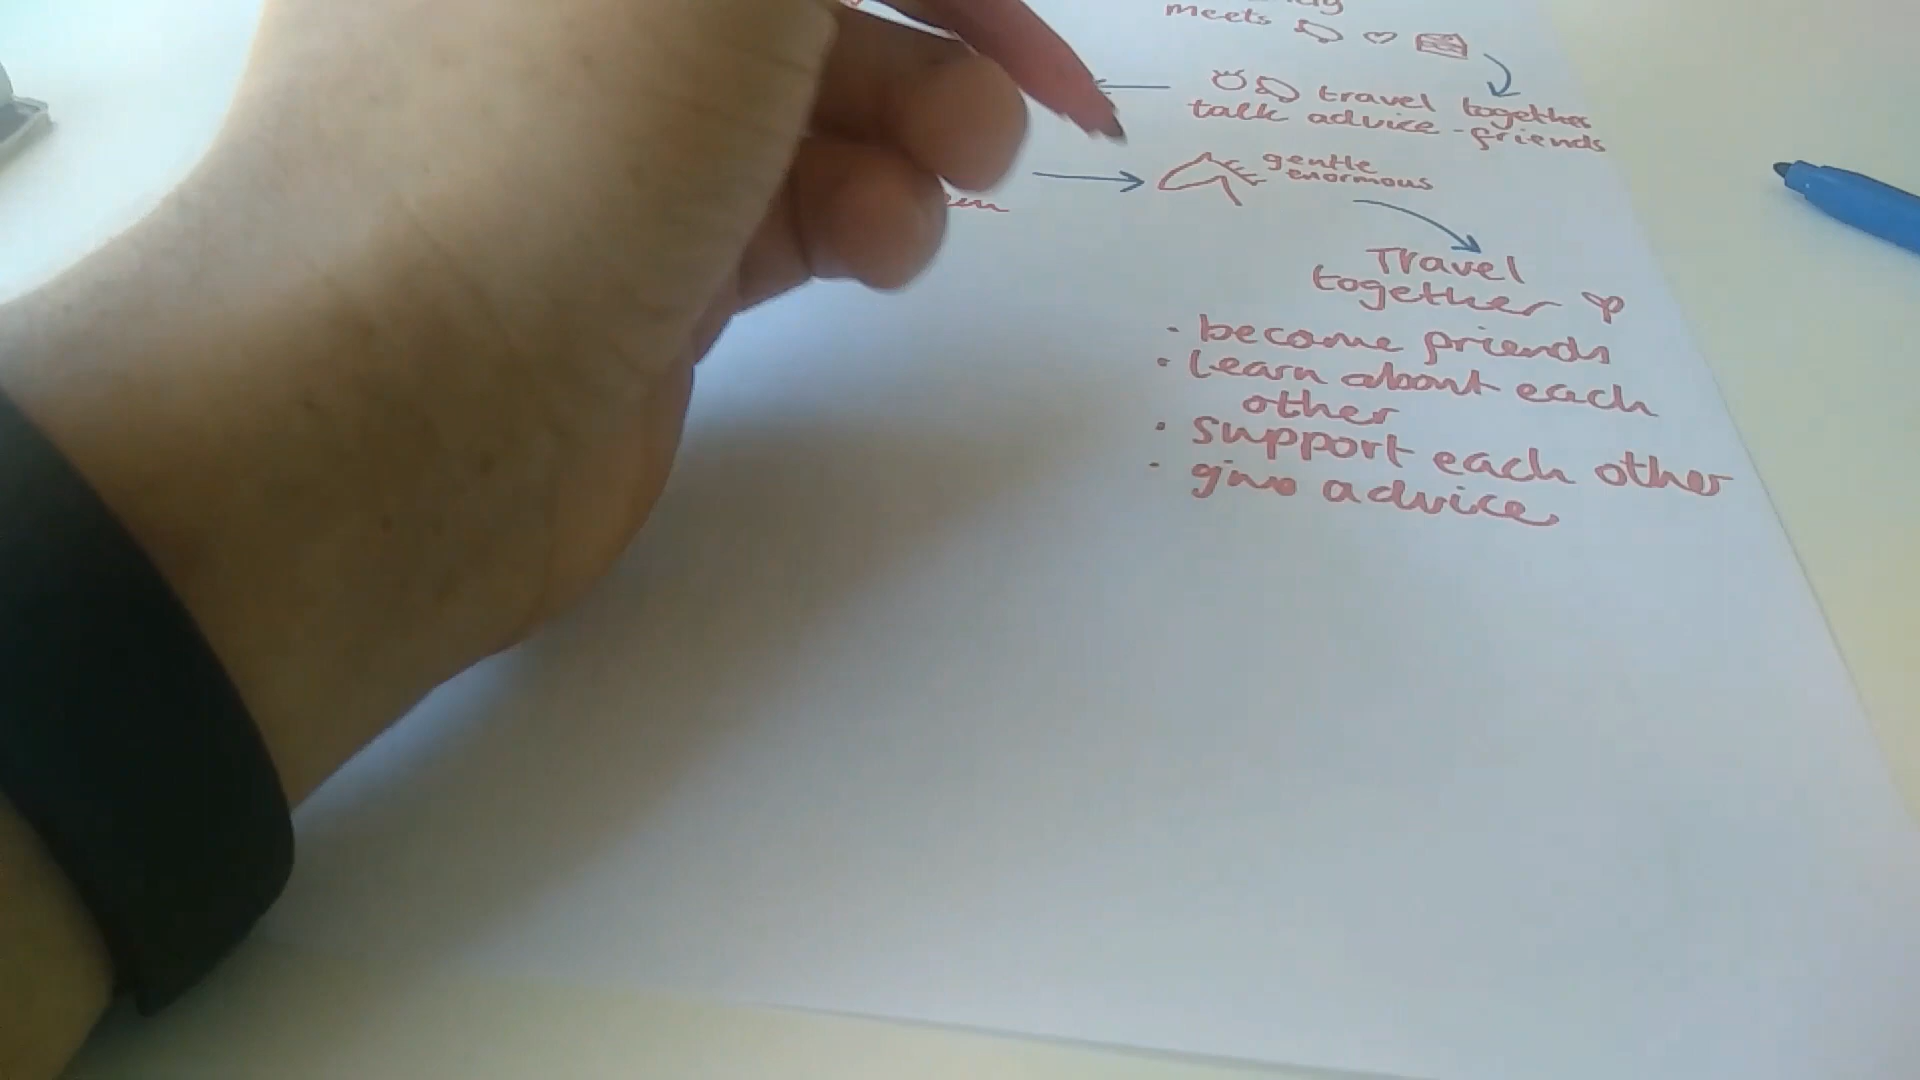 meets
travel together
talk advice - friends
gentle
enormous
Travel
together
• become friends
• learn about each
other
• support each other
• give advice